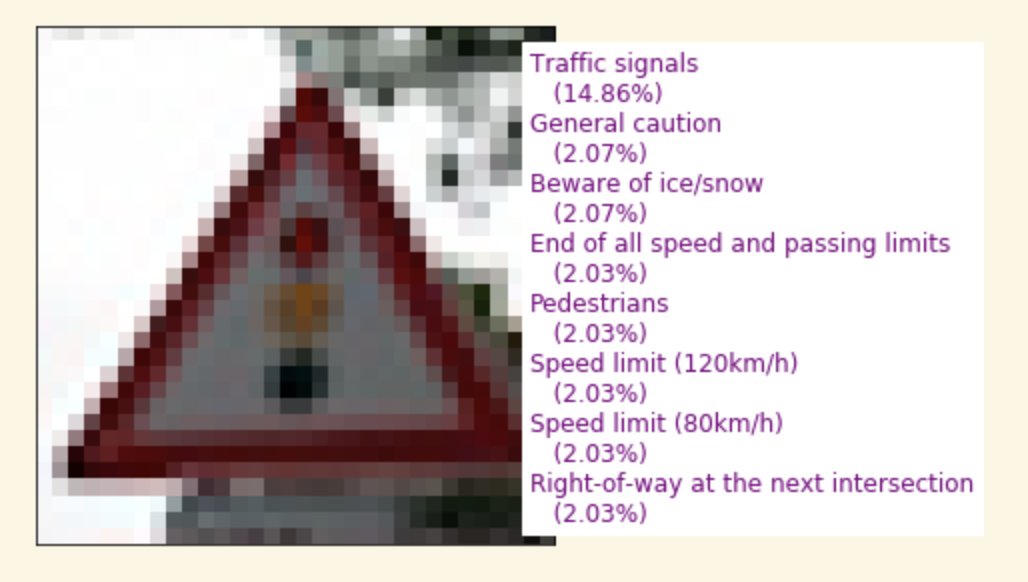 Traffic signals
(14.86%)
General caution
(2.07%)
Beware of ice/snow
(2.07%)
End of all speed and passing limits
(2.03%)
Pedestrians
(2.03%)
Speed limit (120km/h)
(2.03%)
Speed limit (80km/h)
(2.03%)
Right-of-way at the next intersection
(2.03%)